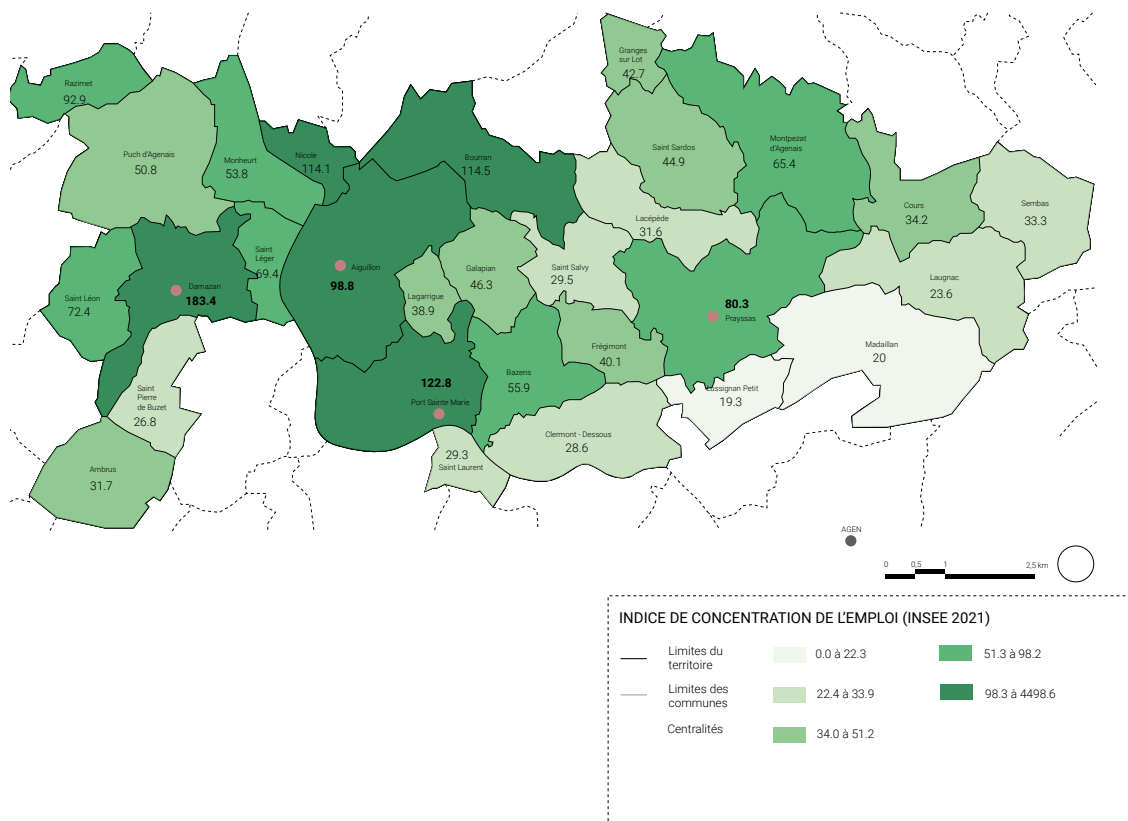 Granges
sur Lot
42.7
Razimet
92.9
Puch d'Agenais
50.8
Monheurt
53.8
Nicole
114.1
Bourran
114.5
Saint Sardos
44.9
Montpezat
d'Agenais
65.4
Cours
34.2
Sembas
33.3
Lacépède
31.6
Saint
Léger
69.4
Aiguillon
98.8
Galapian
46.3
Saint Salvy
29.5
Laugnac
23.6
Damazan
183.4
Saint Léon
72.4
Lagarrigue
38.9
80.3
Prayssas
Frégimont
40.1
Madaillan
20
Bazens
55.9
122.8
Port Sainte Marie
Saint
Pierre
de Buzet
26.8
Lussignan Petit
19.3
Clermont - Dessous
28.6
29.3
Saint Laurent
Ambrus
31.7
AGEN
0 0,5 1 2,5 km
INDICE DE CONCENTRATION DE L'EMPLOI (INSEE 2021)
Limites du
territoire
Limites des
communes
Centralités
0.0 à 22.3
22.4 à 33.9
34.0 à 51.2
51.3 à 98.2
98.3 à 4498.6